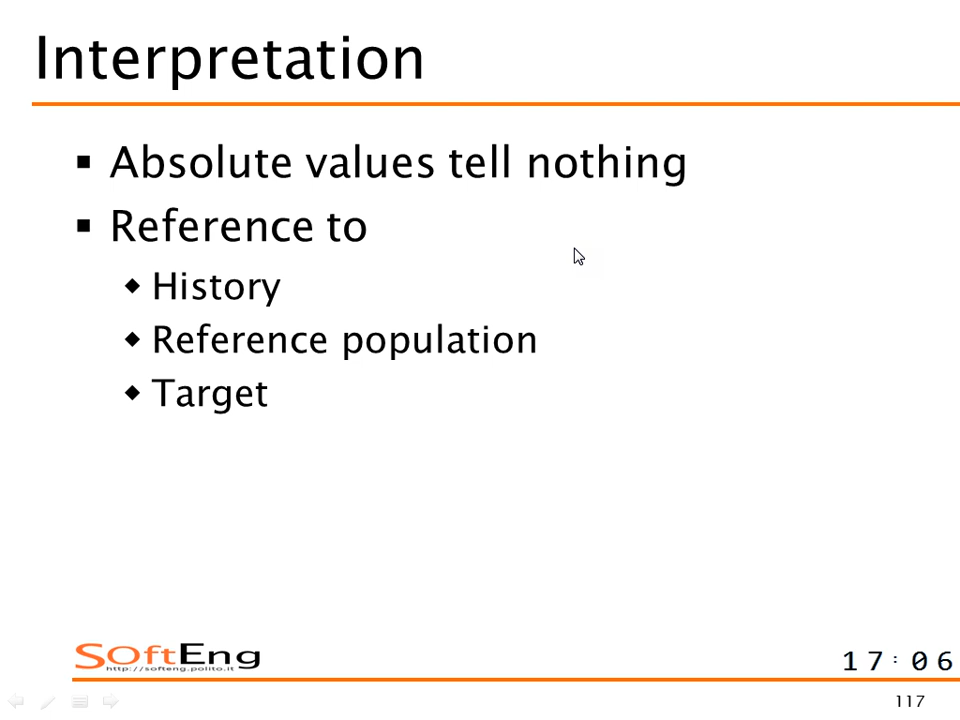 Interpretation
▪ Absolute values tell nothing
▪ Reference to
◆ History
◆ Reference population
◆ Target
SOftEng
http://softeng.polito.it
17:06
117